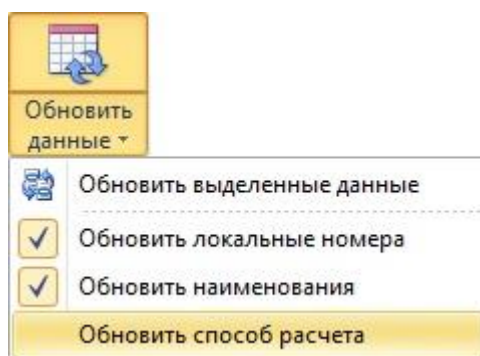 Обновить
данные
Обновить выделенные данные
Обновить локальные номера
Обновить наименования
Обновить способ расчета